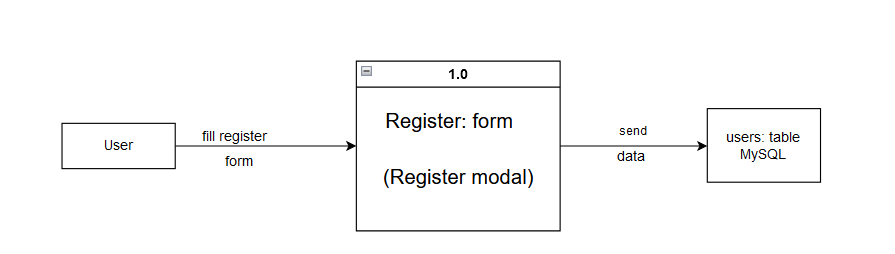 1.0
Register: form
(Register modal)
User
fill register
form
send
data
users: table
MySQL